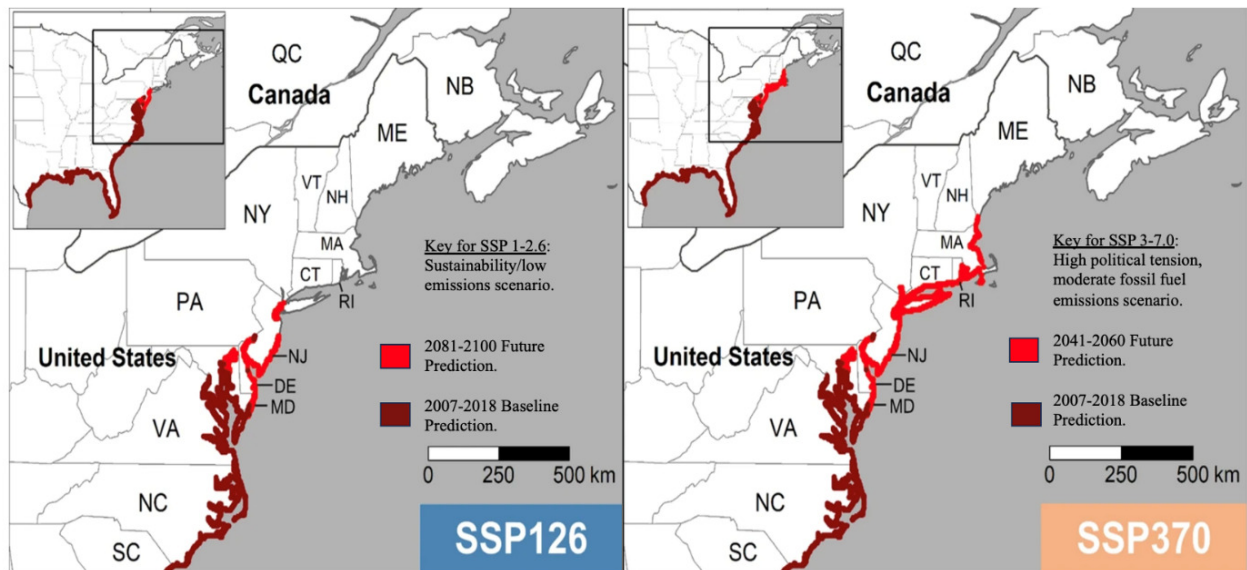 QC
Canada
NB
ME
VT
NH
NY
MA
CT
RI
PA
United States
NJ
DE
MD
VA
NC
SC
Key for SSP 1-2.6:
Sustainability/low
emissions scenario.
2081-2100 Future
Prediction.
2007-2018 Baseline
Prediction.
0 250 500 km
SSP126
QC
Canada
NB
ME
VT
NH
NY
MA
CT
RI
PA
United States
NJ
DE
MD
VA
NC
SC
Key for SSP 3-7.0:
High political tension,
moderate fossil fuel
emissions scenario.
2041-2060 Future
Prediction.
2007-2018 Baseline
Prediction.
0 250 500 km
SSP370